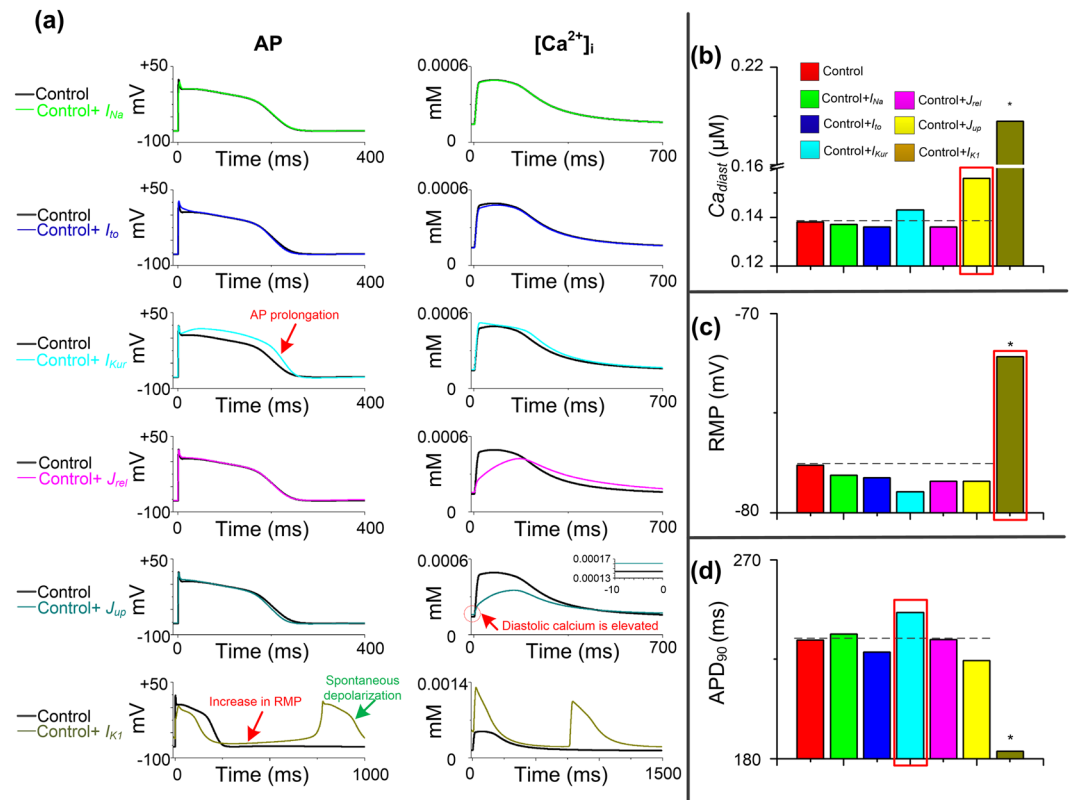 (a)
AP
[Ca2+]i
Control
Control+ INa
+50
mV
-100
0
400
Time (ms)
0.0006
mM
0
0
700
Time (ms)
Control
Control+ Ito
+50
mV
-100
0
400
Time (ms)
0.0006
mM
0
0
700
Time (ms)
Control
Control+ IKur
+50
mV
-100
AP prolongation
0
400
Time (ms)
0.0006
mM
0
0
700
Time (ms)
Control
Control+ Jrel
+50
mV
-100
0
400
Time (ms)
0.0006
mM
0
0
700
Time (ms)
Control
Control+ Jup
+50
mV
-100
0
400
Time (ms)
0.0006
mM
0
0.00017
0.00013
-10
0
Diastolic calcium is elevated
0
700
Time (ms)
Control
Control+ IK1
+50
mV
-100
Increase in RMP
Spontaneous
depolarization
0
1000
Time (ms)
0.0014
mM
0
0
1500
Time (ms)
(b)
0.22
0.16
0.14
0.12
Cadiast (μM)
Control
Control+INa
Control+Ito
Control+IKur
Control+Jrel
Control+Jup
Control+IK1
*
(c)
-70
-80
RMP (mV)
*
(d)
270
180
APD90 (ms)
*